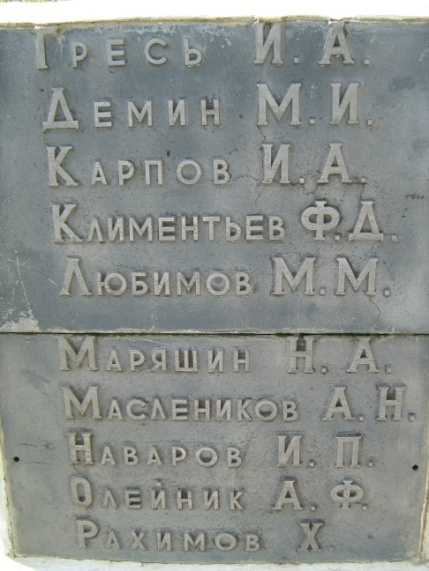 Гресь И. А.
Демин М. И.
Карпов И. А.
Климентьев Ф. Д.
Любимов М. М.
Маряшин Н. А.
Маслеников А. Н.
Наваров И. П.
Олейник А. Ф.
Рахимов Х.